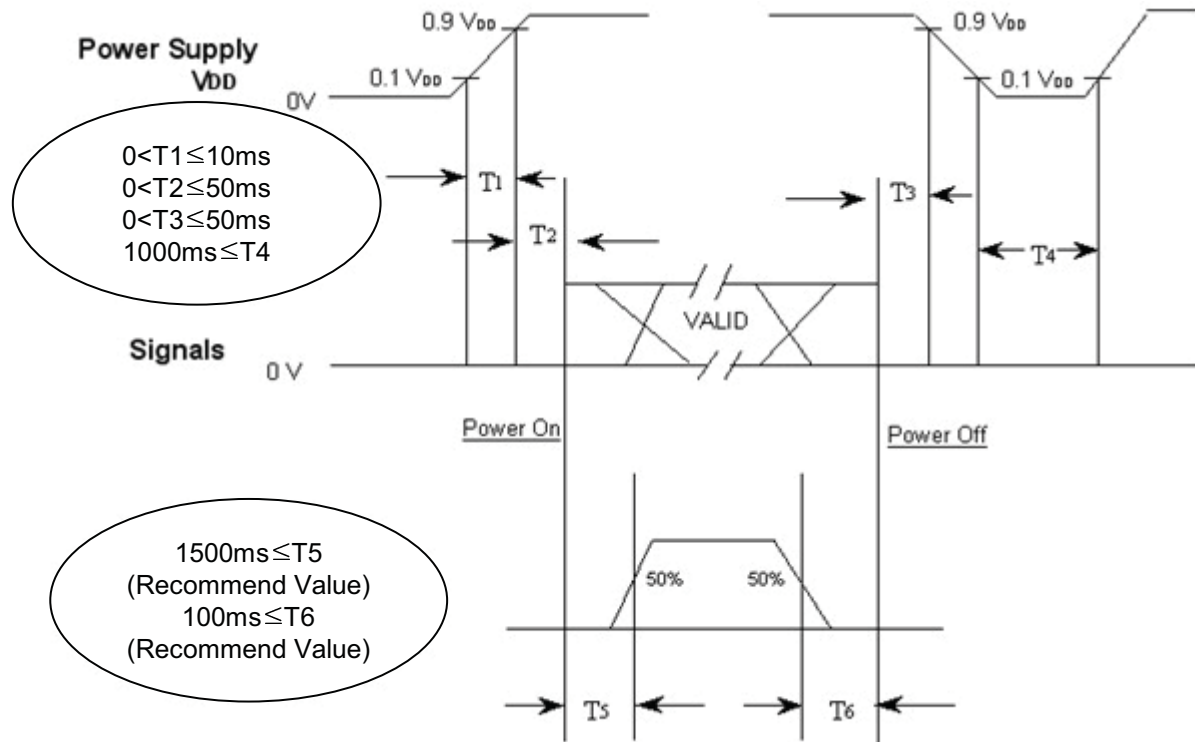 0.9 VDD
0.9 VDD
Power Supply
VDD
0.1 VDD
0.1 VDD
0V
0<T1≦10ms
0<T2≦50ms
0<T3≦50ms
1000ms≦T4
T1
T3
T2
T4
VALID
Signals
0 V
Power On
Power Off
1500ms≦T5
(Recommend Value)
100ms≦T6
(Recommend Value)
50%
50%
T5
T6